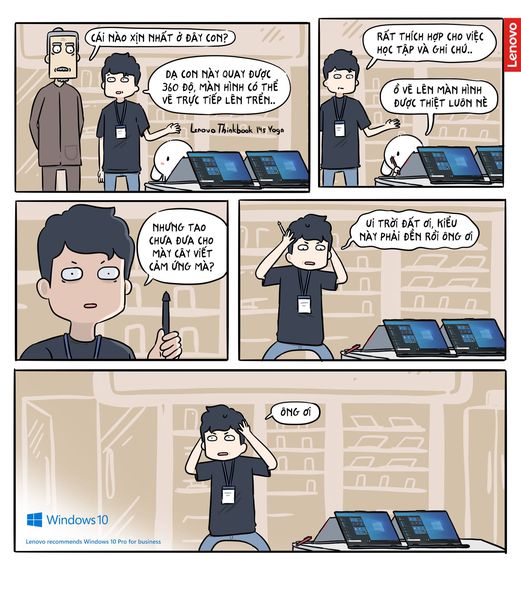 CÁI NÀO XỊN NHẤT Ở ĐÂY CON?
DẠ CON NÀY QUAY ĐƯỢC
360 ĐỘ, MÀN HÌNH CÓ THỂ
VẼ TRỰC TIẾP LÊN TRÊN..
Lenovo Thinkbook 14s Yoga
RẤT THÍCH HỢP CHO VIỆC
HỌC TẬP VÀ GHI CHÚ..
Ồ VẼ LÊN MÀN HÌNH
ĐƯỢC THIỆT LUÔN NÈ
Lenovo
NHƯNG TAO
CHƯA ĐƯA CHO
MÀY CÂY VIẾT
CẢM ỨNG MÀ?
UI TRỜI ĐẤT ƠI, KIỂU
NÀY PHẢI ĐỀN RỒI ÔNG ƠI
ÔNG ƠI
Windows 10
Lenovo recommends Windows 10 Pro for business